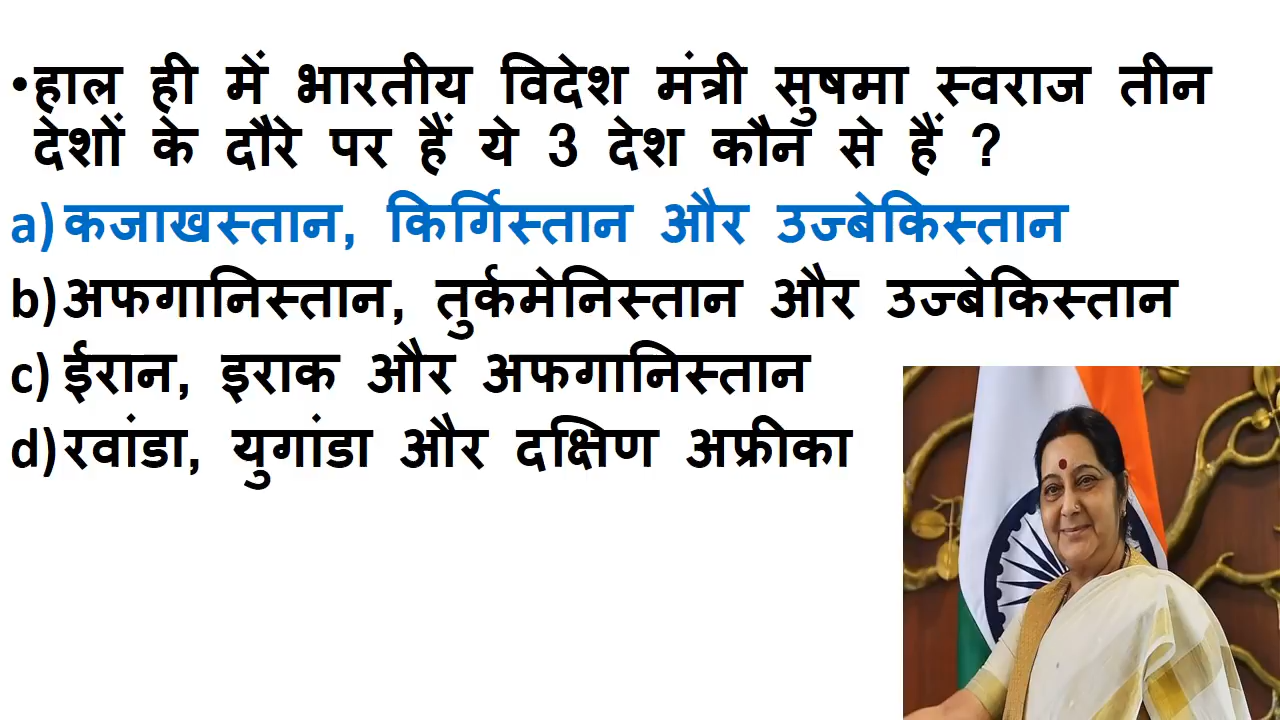 •हाल ही में भारतीय विदेश मंत्री सुषमा स्वराज तीन
देशों के दौरे पर हैं ये 3 देश कौन से हैं ?
a) कजाखस्तान, किर्गिस्तान और उज्बेकिस्तान
b) अफगानिस्तान, तुर्कमेनिस्तान और उज्बेकिस्तान
c) ईरान, इराक और अफगानिस्तान
d) रवांडा, युगांडा और दक्षिण अफ्रीका